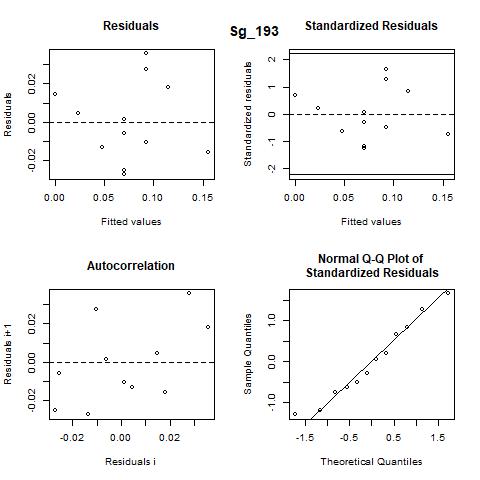 Sg_193
Residuals
Residuals
0.02
0.00
-0.02
0.00
0.05
0.10
0.15
Fitted values
Standardized Residuals
Standardized residuals
2
1
0
-1
-2
0.00
0.05
0.10
0.15
Fitted values
Autocorrelation
Residuals i+1
0.02
0.00
-0.02
-0.02
0.00
0.02
Residuals i
Normal Q-Q Plot of
Standardized Residuals
Sample Quantiles
1.0
0.0
-1.0
-1.5
-0.5
0.5
1.5
Theoretical Quantiles